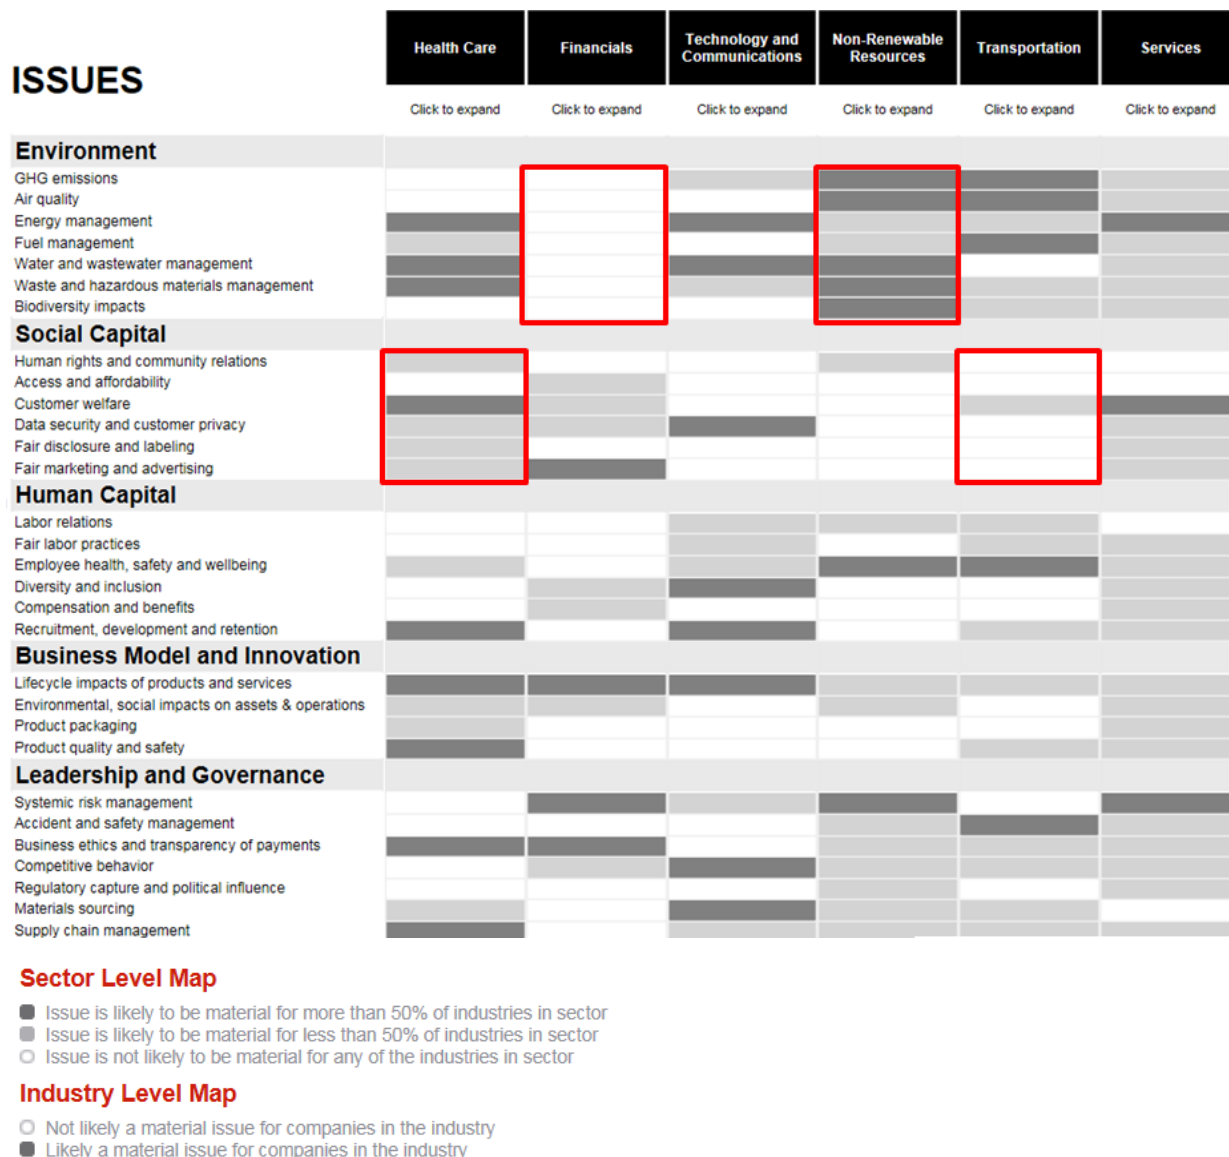 ISSUES
Health Care
Financials
Technology and
Communications
Non-Renewable
Resources
Transportation
Services
Click to expand
Click to expand
Click to expand
Click to expand
Click to expand
Click to expand
Environment
GHG emissions
Air quality
Energy management
Fuel management
Water and wastewater management
Waste and hazardous materials management
Biodiversity impacts
Social Capital
Human rights and community relations
Access and affordability
Customer welfare
Data security and customer privacy
Fair disclosure and labeling
Fair marketing and advertising
Human Capital
Labor relations
Fair labor practices
Employee health, safety and wellbeing
Diversity and inclusion
Compensation and benefits
Recruitment, development and retention
Business Model and Innovation
Lifecycle impacts of products and services
Environmental, social impacts on assets & operations
Product packaging
Product quality and safety
Leadership and Governance
Systemic risk management
Accident and safety management
Business ethics and transparency of payments
Competitive behavior
Regulatory capture and political influence
Materials sourcing
Supply chain management
Sector Level Map
Issue is likely to be material for more than 50% of industries in sector
Issue is likely to be material for less than 50% of industries in sector
Issue is not likely to be material for any of the industries in sector
Industry Level Map
Not likely a material issue for companies in the industry
Likely a material issue for companies in the industry